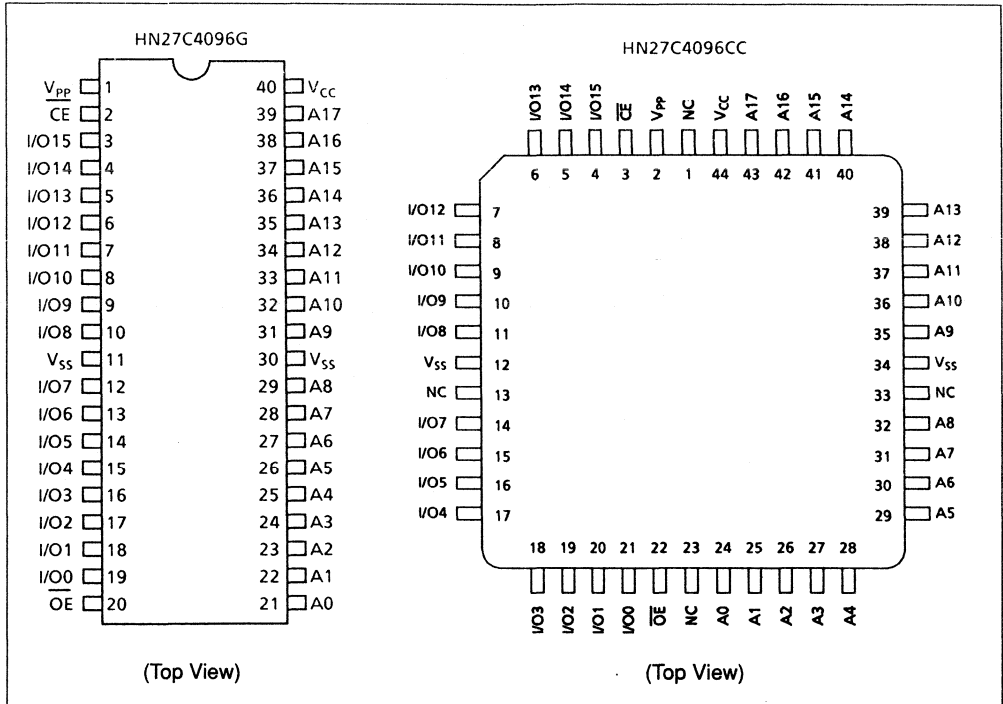 HN27C4096G
V_PP 1 40 V_CC
C̅E̅ 2 39 A17
I/O15 3 38 A16
I/O14 4 37 A15
I/O13 5 36 A14
I/O12 6 35 A13
I/O11 7 34 A12
I/O10 8 33 A11
I/O9 9 32 A10
I/O8 10 31 A9
V_SS 11 30 V_SS
I/O7 12 29 A8
I/O6 13 28 A7
I/O5 14 27 A6
I/O4 15 26 A5
I/O3 16 25 A4
I/O2 17 24 A3
I/O1 18 23 A2
I/O0 19 22 A1
O̅E̅ 20 21 A0
(Top View)
HN27C4096CC
I/O13 I/O14 I/O15 C̅E̅ V_PP NC V_CC A17 A16 A15 A14
6 5 4 3 2 1 44 43 42 41 40
I/O12 7 39 A13
I/O11 8 38 A12
I/O10 9 37 A11
I/O9 10 36 A10
I/O8 11 35 A9
V_SS 12 34 V_SS
NC 13 33 NC
I/O7 14 32 A8
I/O6 15 31 A7
I/O5 16 30 A6
I/O4 17 29 A5
18 19 20 21 22 23 24 25 26 27 28
I/O3 I/O2 I/O1 I/O0 O̅E̅ NC A0 A1 A2 A3 A4
(Top View)